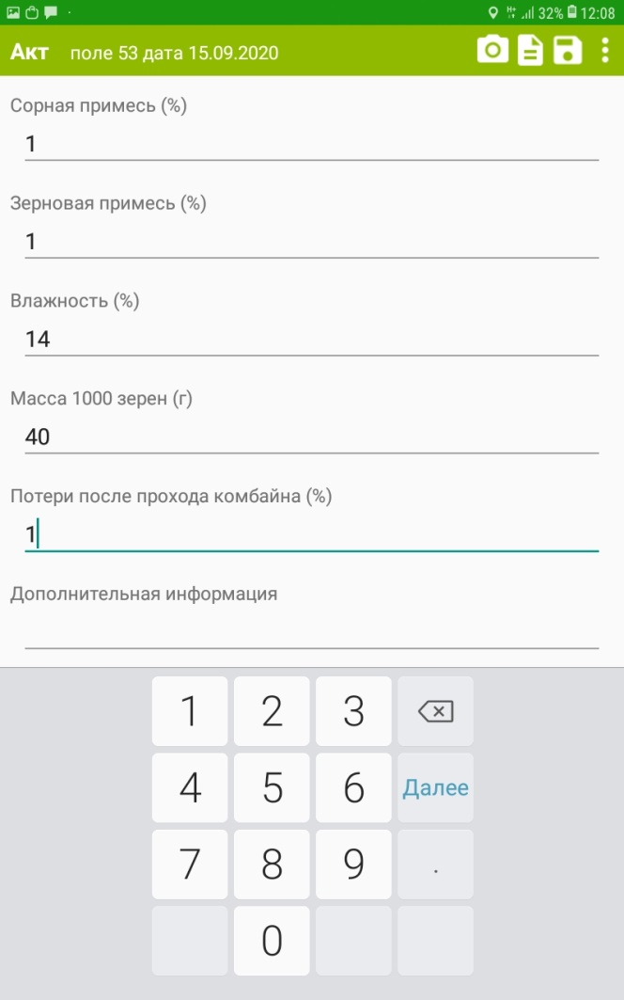 32% 12:08
Акт поле 53 дата 15.09.2020
Сорная примесь (%)
1
Зерновая примесь (%)
1
Влажность (%)
14
Масса 1000 зерен (г)
40
Потери после прохода комбайна (%)
1
Дополнительная информация
1 2 3
4 5 6 Далее
7 8 9 .
0